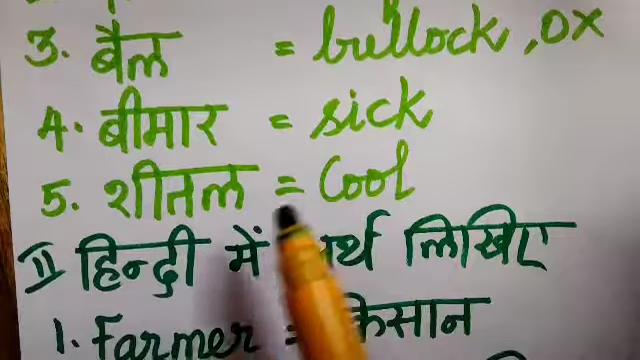 3. बैल = bullock, ox
4. बीमार = sick
5. शीतल = Cool
II हिन्दी में अर्थ लिखिए
1. Farmer = किसान